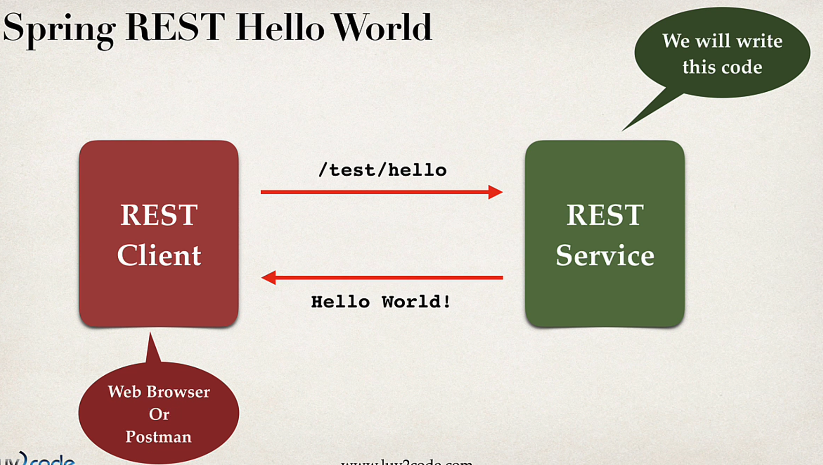 Spring REST Hello World
We will write
this code
/test/hello
REST
Client
REST
Service
Hello World!
Web Browser
Or
Postman
luv2code
www.luv2code.com